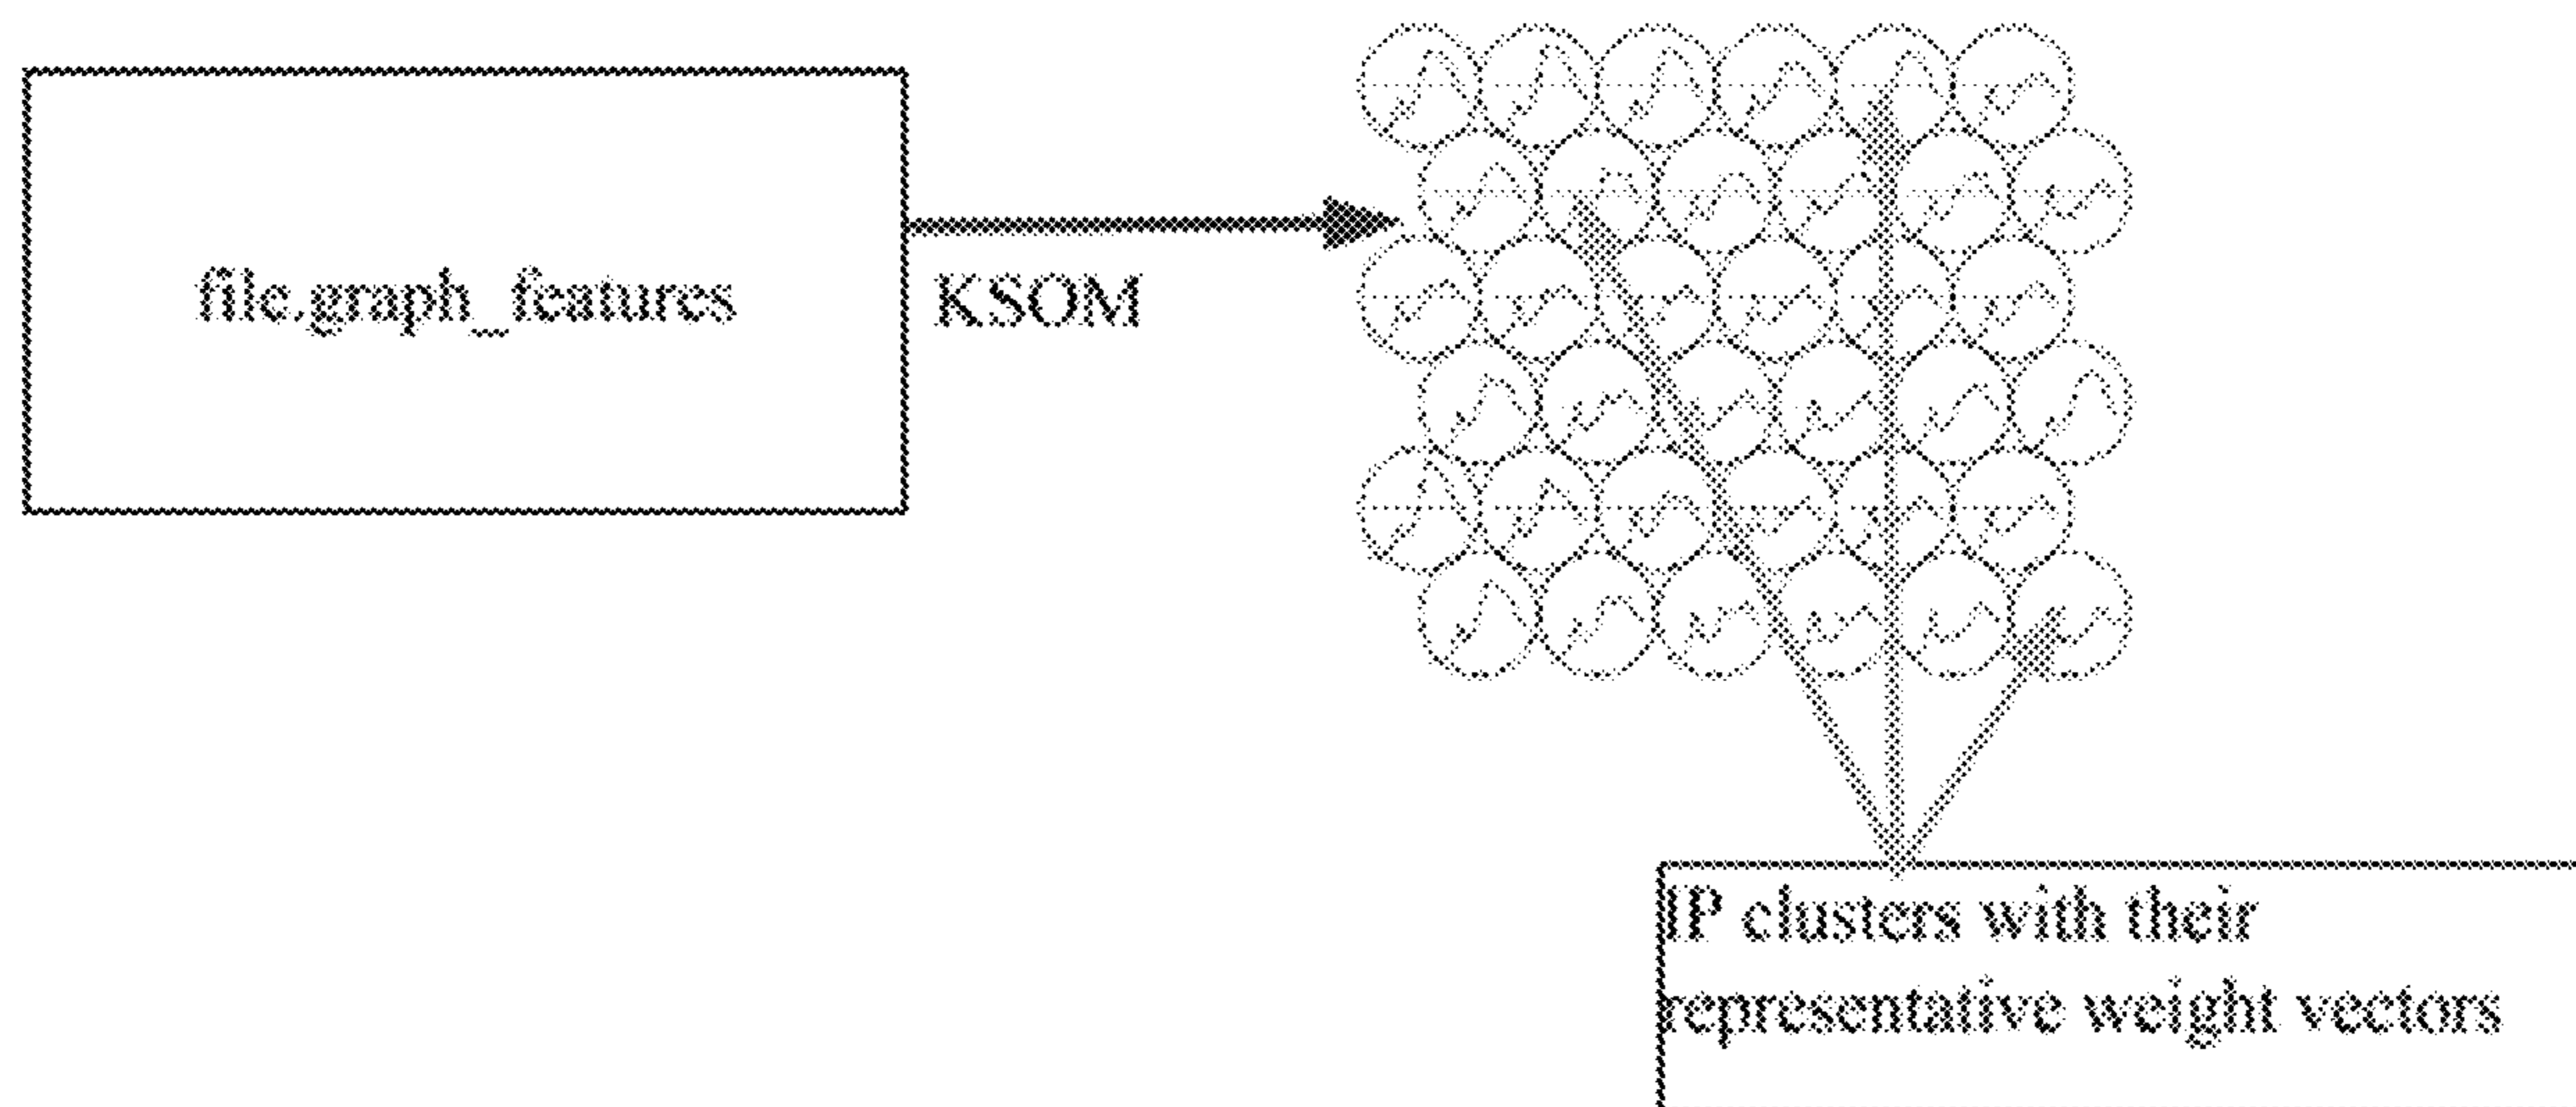 file.graph_features
KSOM
IP clusters with their
representative weight vectors